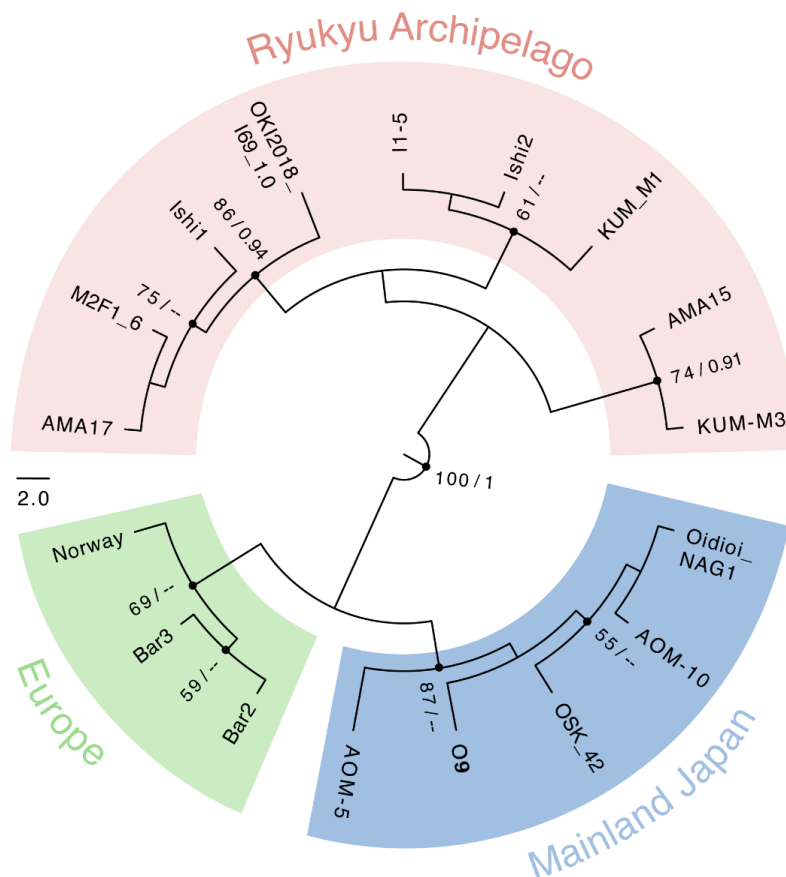 Ryukyu Archipelago
OKI2018_
I69_1.0
I1-5
Ishi2
61 / --
KUM_M1
86 / 0.94
Ishi1
75 / --
M2F1_6
AMA17
AMA15
74 / 0.91
KUM-M3
2.0
100 / 1
Norway
69 / --
Bar3
59 / --
Bar2
Europe
Oidioi_
NAG1
AOM-10
55 / --
OSK_42
O9
87 / --
AOM-5
Mainland Japan